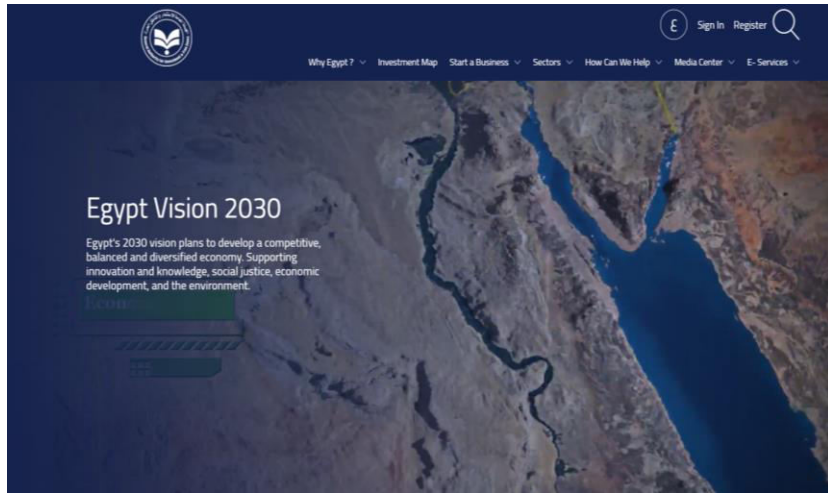 ع
Sign In
Register
Why Egypt ?
Investment Map
Start a Business
Sectors
How Can We Help
Media Center
E- Services
Egypt Vision 2030
Egypt's 2030 vision plans to develop a competitive,
balanced and diversified economy. Supporting
innovation and knowledge, social justice, economic
development, and the environment.
Econ